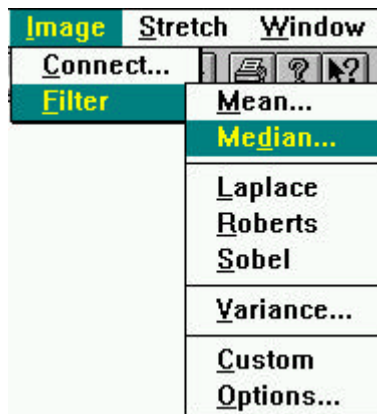 Image Stretch Window
Connect...
Filter
Mean...
Median...
Laplace
Roberts
Sobel
Variance...
Custom
Options...